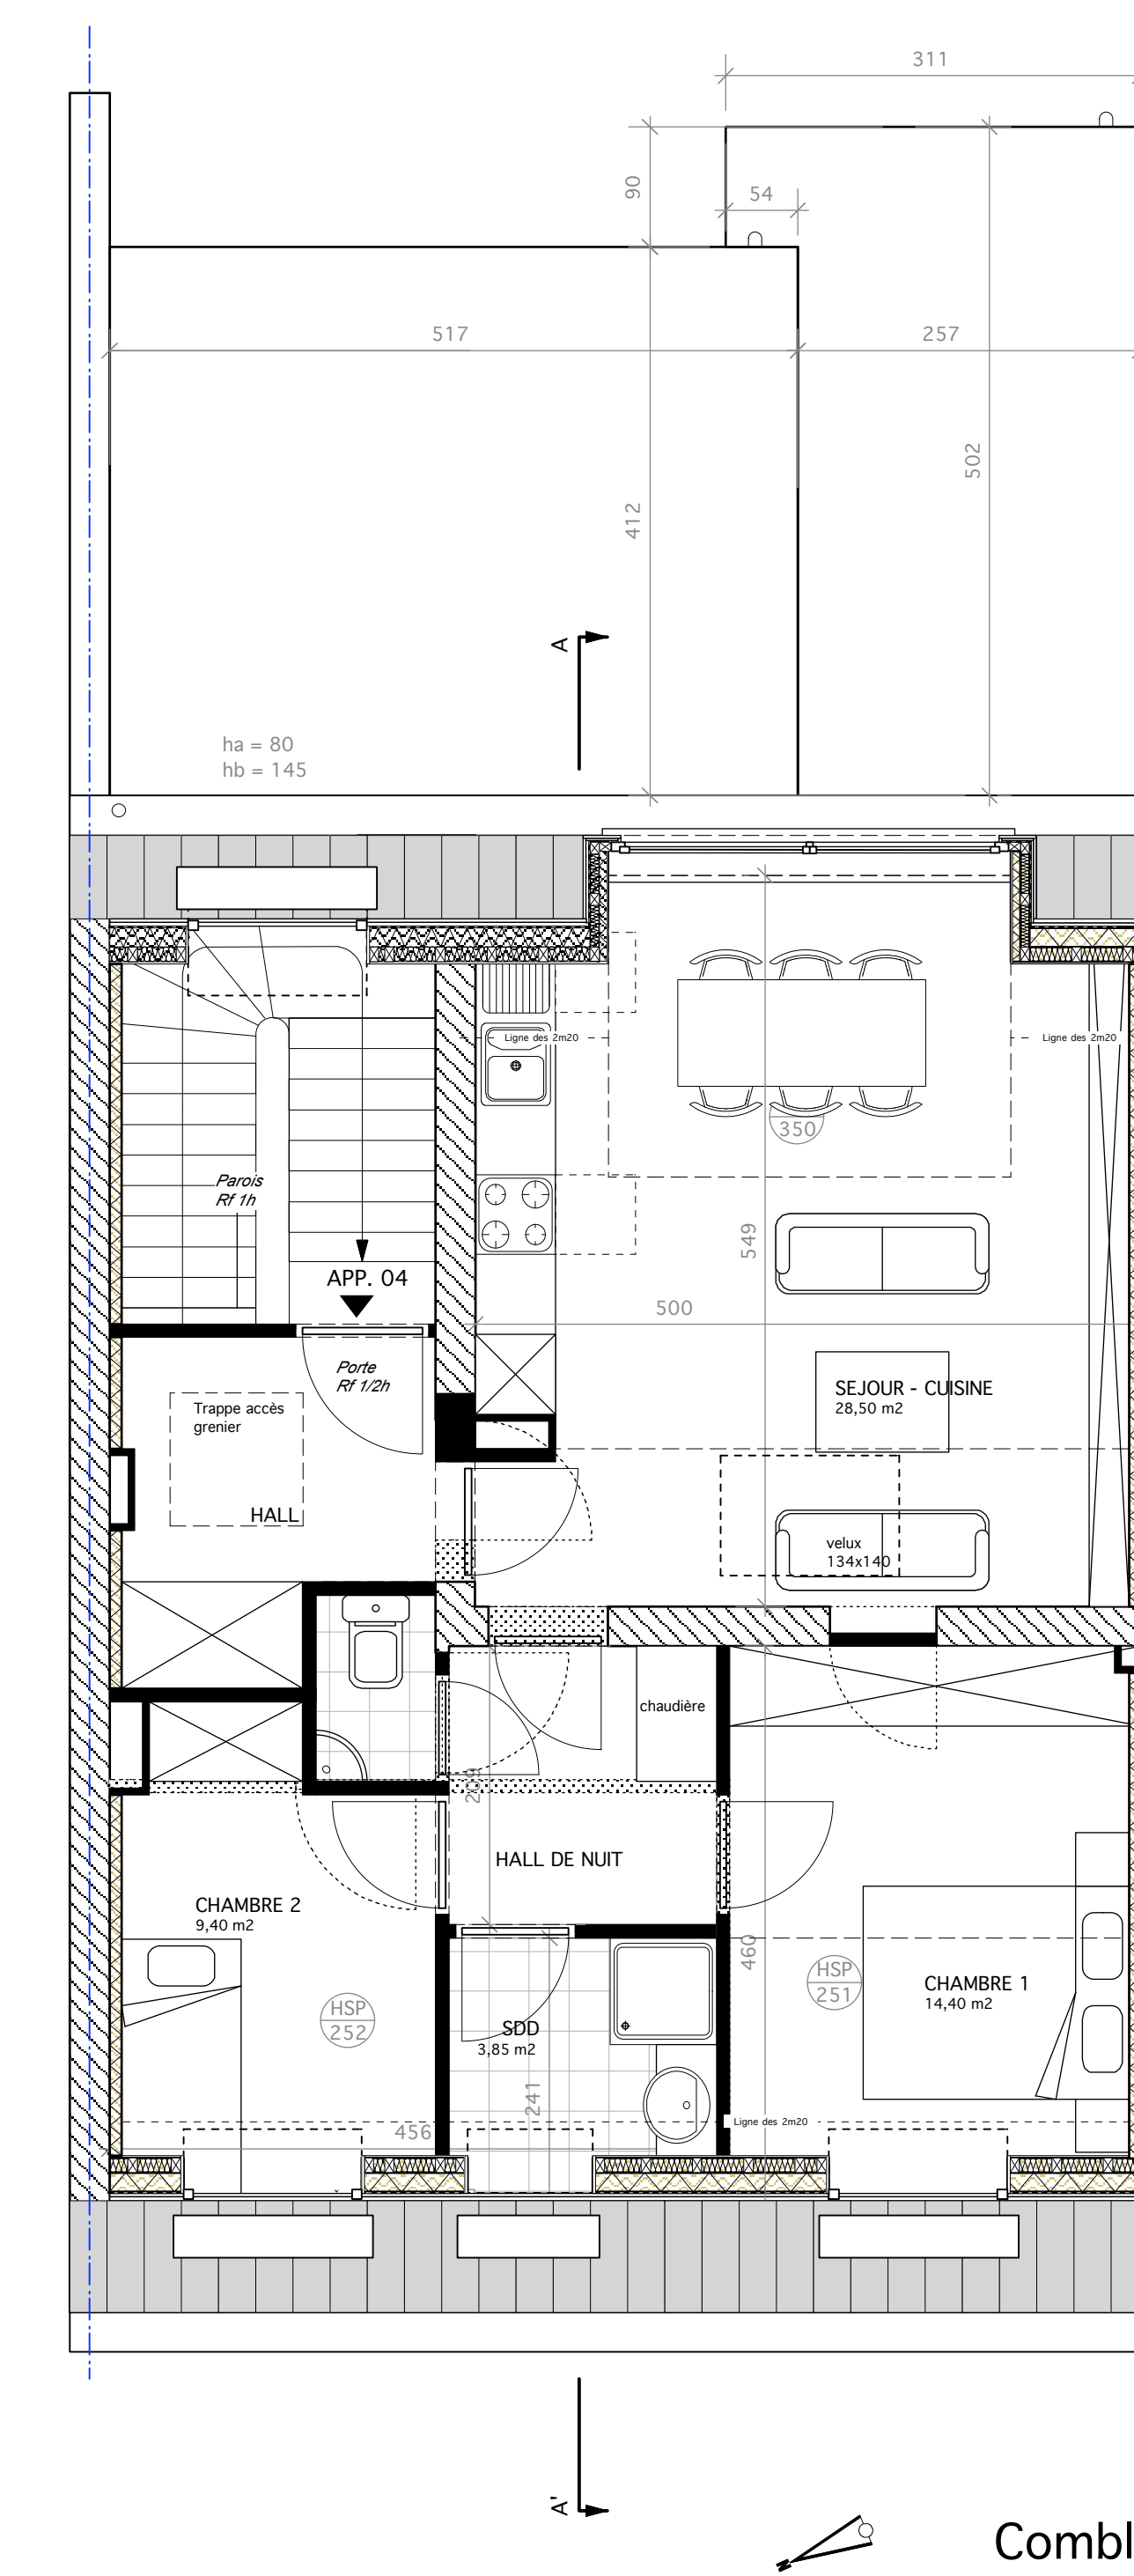 311
90
54
517
257
502
412
A
ha = 80
hb = 145
Ligne des 2m20
Ligne des 2m20
350
Parois
Rf 1h
549
APP. 04
500
Porte
Rf 1/2h
SEJOUR - CUISINE
28,50 m2
Trappe accès
grenier
HALL
velux
134x140
chaudière
209
HALL DE NUIT
CHAMBRE 2
9,40 m2
460
HSP
251
CHAMBRE 1
14,40 m2
HSP
252
SDD
3,85 m2
241
Ligne des 2m20
456
A'
N
Combl